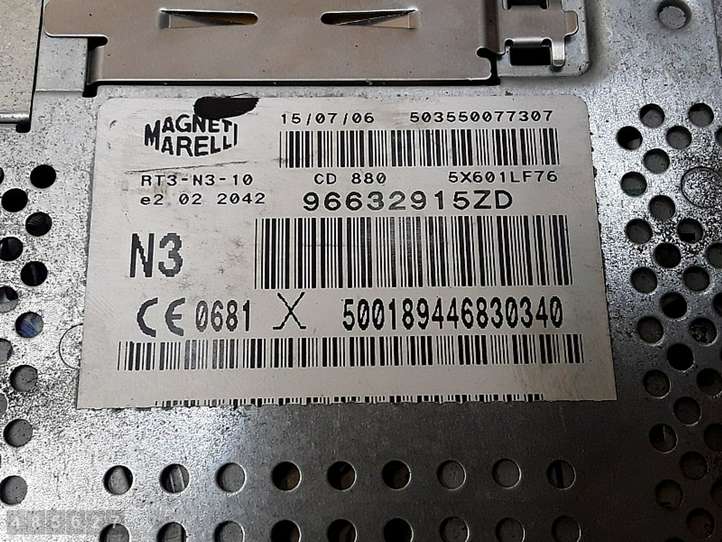 MAGNETI
MARELLI
15/07/06 503550077307
RT3-N3-10 CD 880 5X601LF76
e2 02 2042 96632915ZD
N3
CE 0681 X 500189446830340